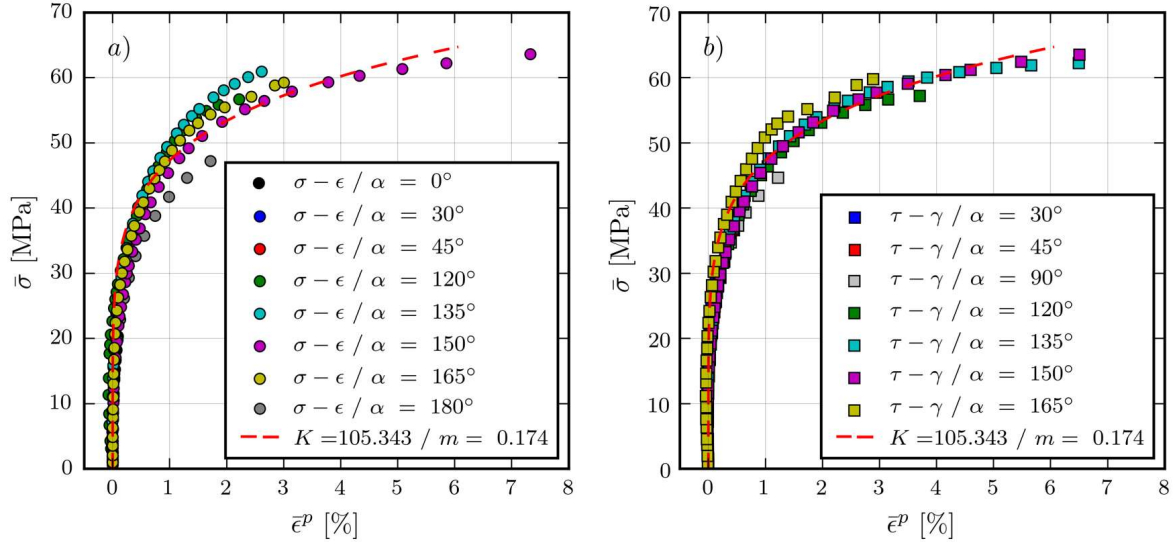 a)
σ̄ [MPa]
70
60
50
40
30
20
10
0
σ − ϵ / α = 0°
σ − ϵ / α = 30°
σ − ϵ / α = 45°
σ − ϵ / α = 120°
σ − ϵ / α = 135°
σ − ϵ / α = 150°
σ − ϵ / α = 165°
σ − ϵ / α = 180°
K =105.343 / m = 0.174
0 1 2 3 4 5 6 7 8
ϵ̄ᵖ [%]
b)
σ̄ [MPa]
70
60
50
40
30
20
10
0
τ − γ / α = 30°
τ − γ / α = 45°
τ − γ / α = 90°
τ − γ / α = 120°
τ − γ / α = 135°
τ − γ / α = 150°
τ − γ / α = 165°
K =105.343 / m = 0.174
0 1 2 3 4 5 6 7 8
ϵ̄ᵖ [%]